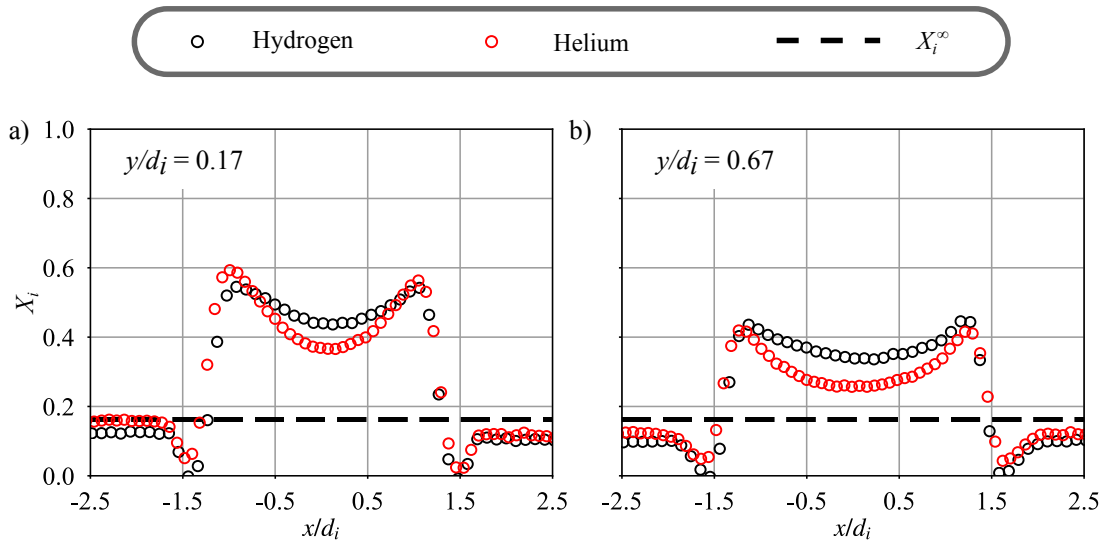 Hydrogen Helium X_i^∞
a) b)
y/d_i = 0.17 y/d_i = 0.67
X_i
1.0
0.8
0.6
0.4
0.2
0.0
-2.5 -1.5 -0.5 0.5 1.5 2.5 -2.5 -1.5 -0.5 0.5 1.5 2.5
x/d_i x/d_i